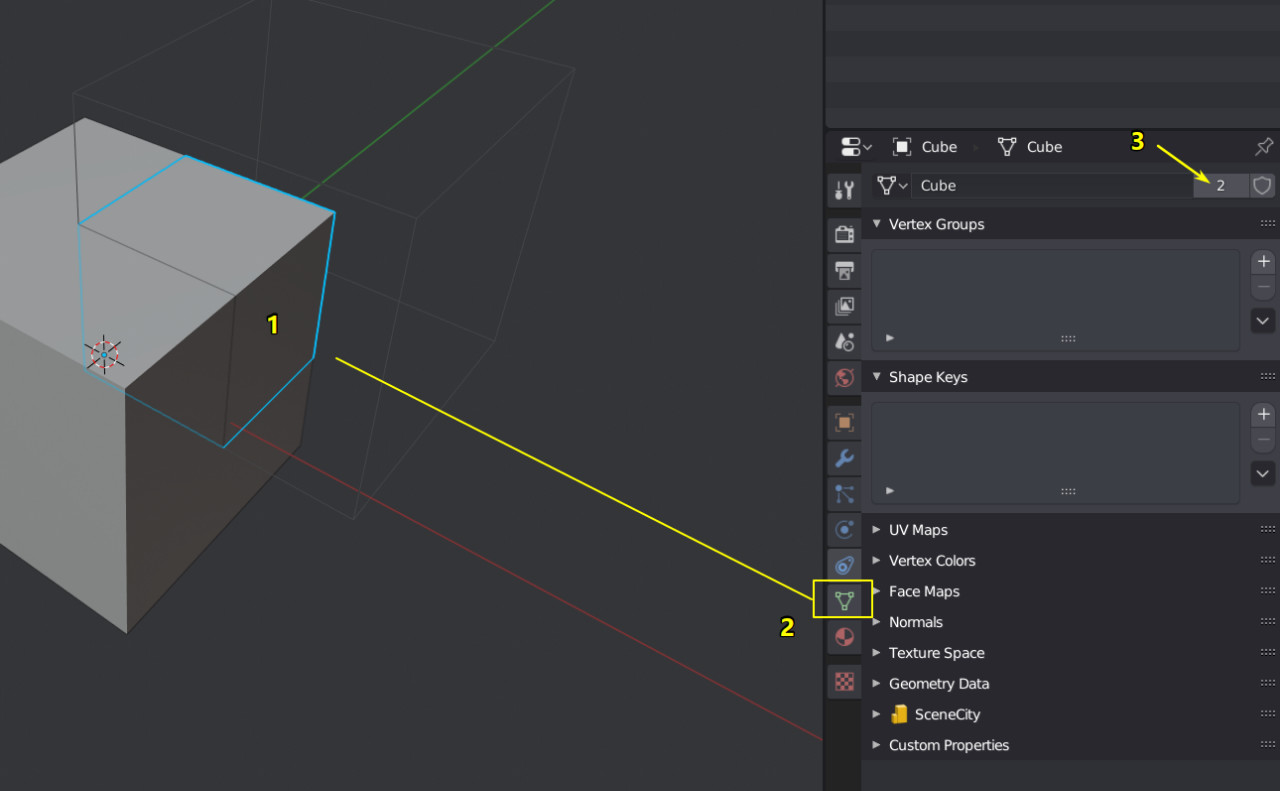 3
Cube Cube
Cube 2
Vertex Groups
1
Shape Keys
UV Maps
Vertex Colors
Face Maps
2
Normals
Texture Space
Geometry Data
SceneCity
Custom Properties